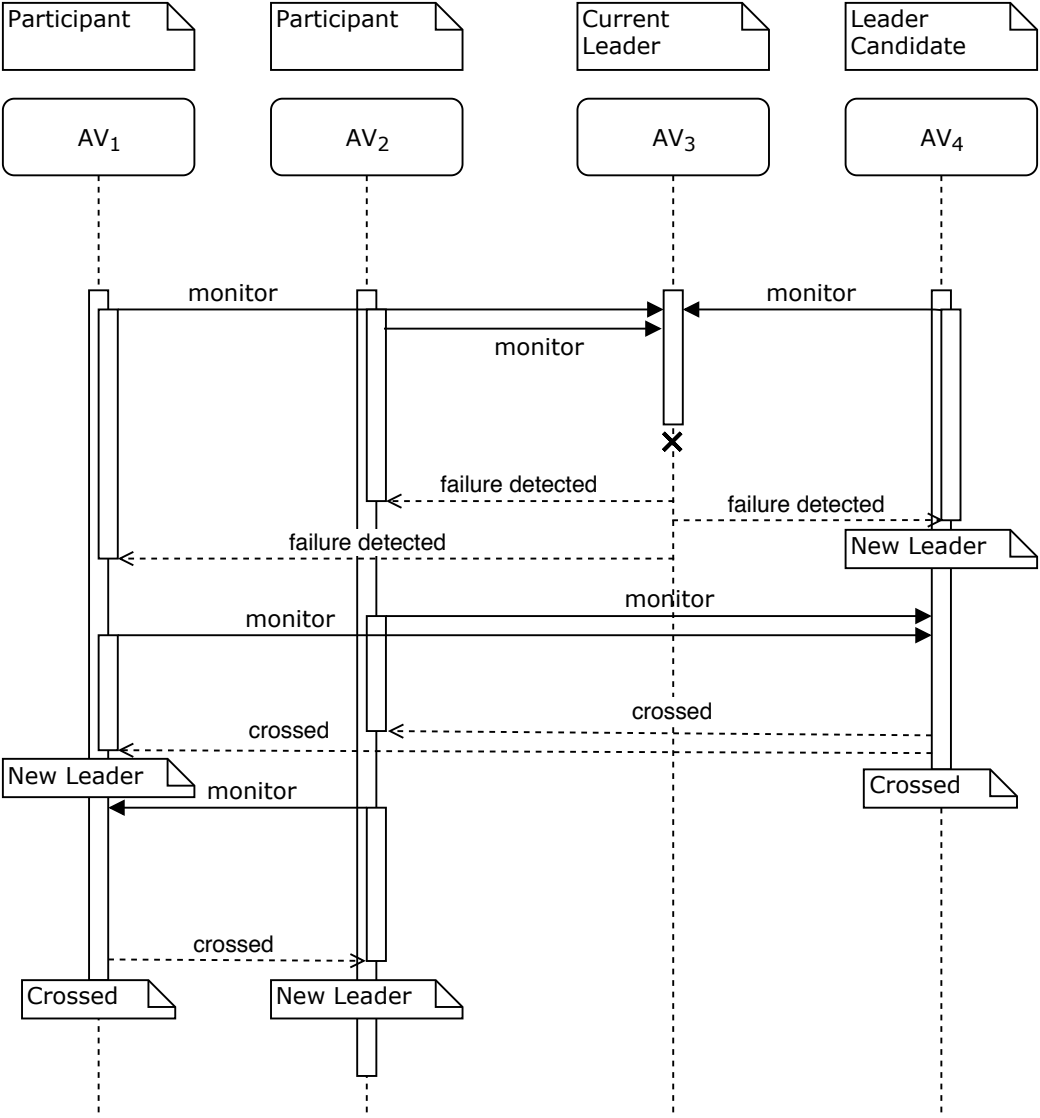 Participant
Participant
Current
Leader
Leader
Candidate
AV1
AV2
AV3
AV4
monitor
monitor
monitor
failure detected
failure detected
failure detected
New Leader
monitor
monitor
crossed
crossed
New Leader
Crossed
monitor
crossed
Crossed
New Leader